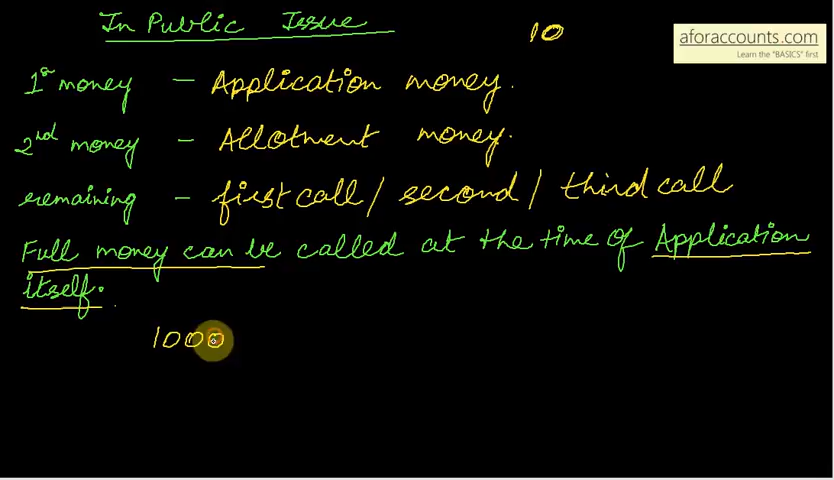 In Public Issue
10
aforaccounts.com
Learn the "BASICS" first
1st money – Application money.
2nd money – Allotment money.
remaining – first call / second / third call
Full money can be called at the time of Application
itself.
1000